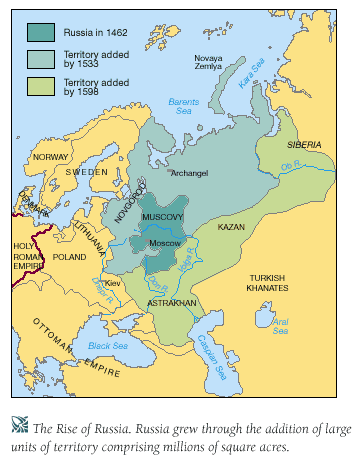 Russia in 1462
Territory added
by 1533
Territory added
by 1598
Novaya
Zemlya
Kara Sea
Barents
Sea
SIBERIA
Ob R.
NORWAY
SWEDEN
Archangel
NOVGOROD
DENMARK
MUSCOVY
Moscow
KAZAN
LITHUANIA
HOLY
ROMAN
EMPIRE
POLAND
Volga R.
Don R.
Dnepr R.
Kiev
TURKISH
KHANATES
ASTRAKHAN
Aral
Sea
OTTOMAN EMPIRE
Black Sea
Caspian Sea
The Rise of Russia. Russia grew through the addition of large
units of territory comprising millions of square acres.